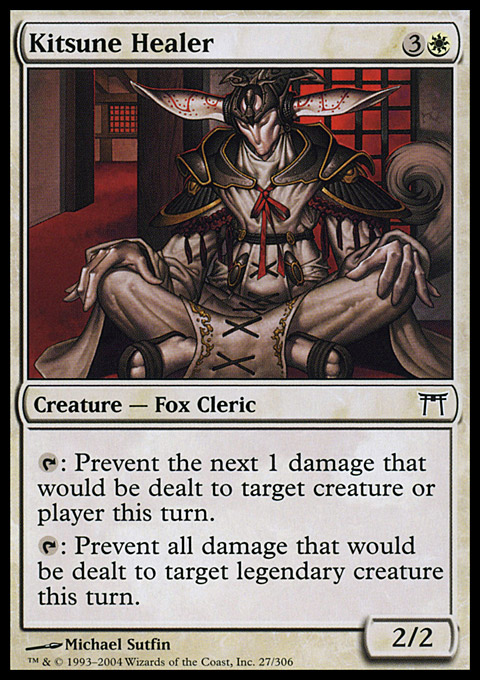 Kitsune Healer 3
Creature — Fox Cleric
: Prevent the next 1 damage that
would be dealt to target creature or
player this turn.
: Prevent all damage that would
be dealt to target legendary creature
this turn.
Michael Sutfin
2/2
™ & © 1993–2004 Wizards of the Coast, Inc. 27/306